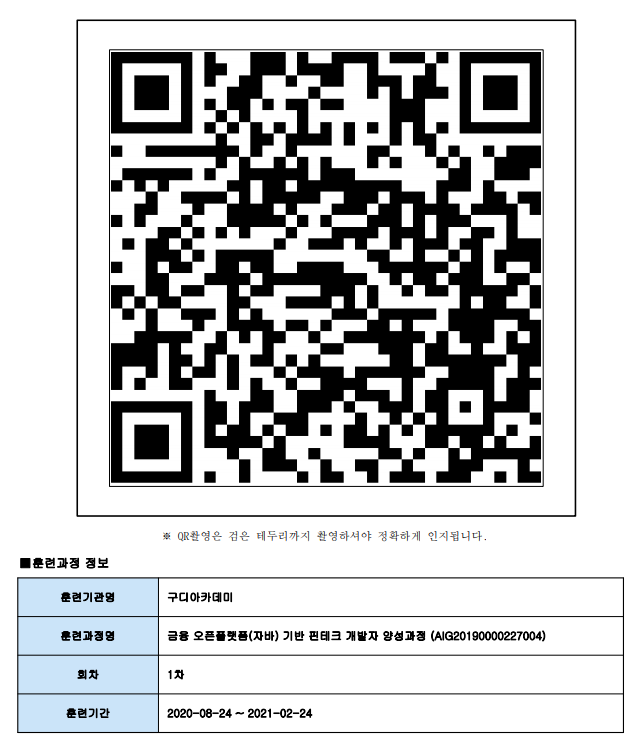 ※ QR촬영은 검은 테두리까지 촬영하셔야 정확하게 인지됩니다.
■훈련과정 정보
훈련기관명 구디아카데미
훈련과정명 금융 오픈플랫폼(자바) 기반 핀테크 개발자 양성과정 (AIG20190000227004)
회차 1차
훈련기간 2020-08-24 ~ 2021-02-24